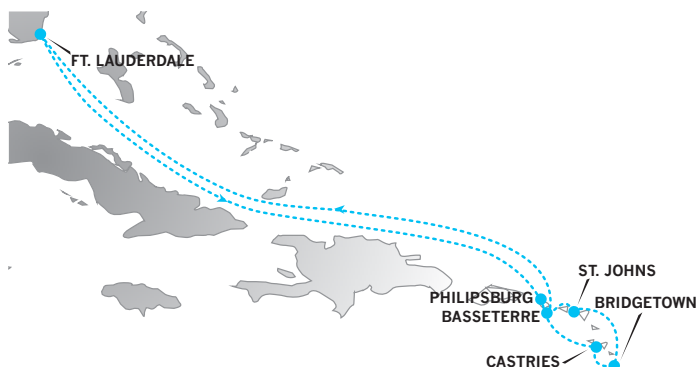 FT. LAUDERDALE
ST. JOHNS
PHILIPSBURG
BRIDGETOWN
BASSETERRE
CASTRIES